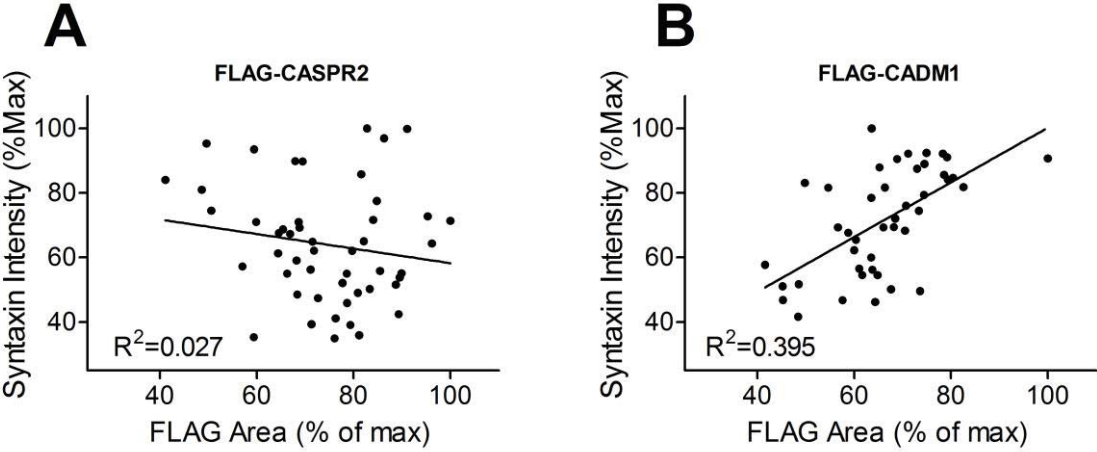 A
FLAG-CASPR2
Syntaxin Intensity (%Max)
100
80
60
40
R²=0.027
40 60 80 100
FLAG Area (% of max)
B
FLAG-CADM1
Syntaxin Intensity (%Max)
100
80
60
40
R²=0.395
40 60 80 100
FLAG Area (% of max)